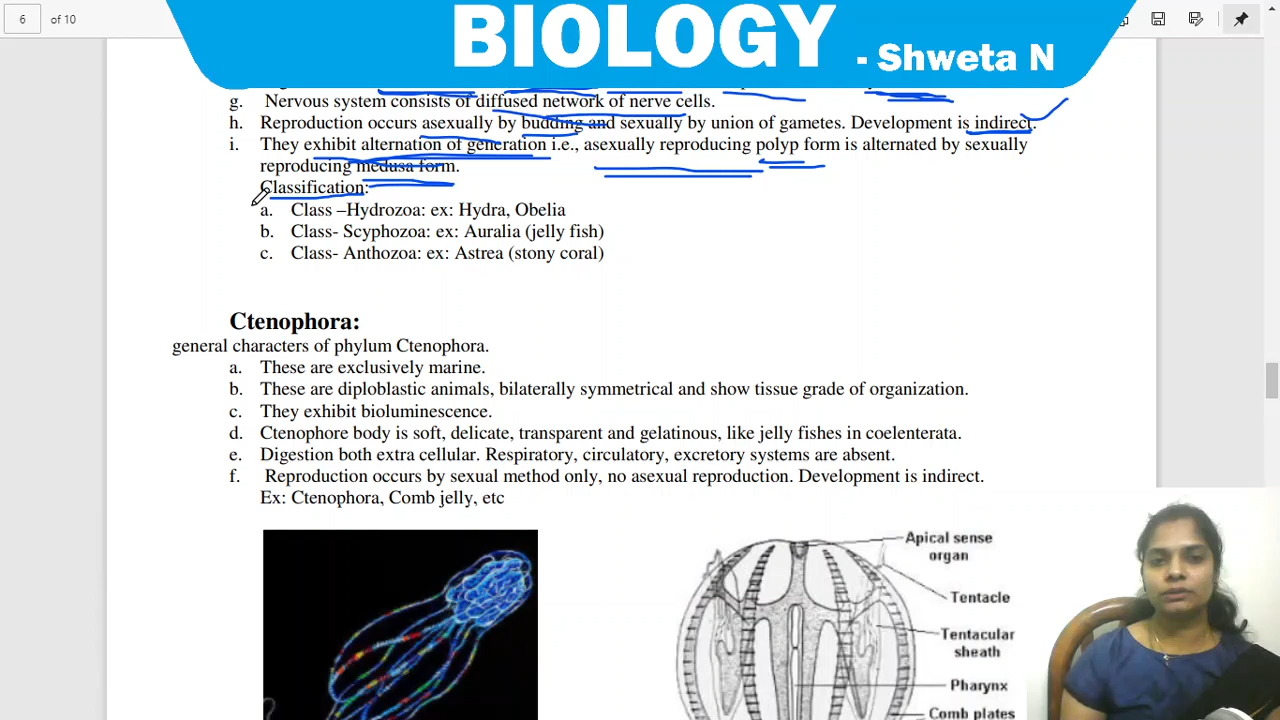 6 of 10
BIOLOGY
- Shweta N
g. Nervous system consists of diffused network of nerve cells.
h. Reproduction occurs asexually by budding and sexually by union of gametes. Development is indirect.
i. They exhibit alternation of generation i.e., asexually reproducing polyp form is alternated by sexually
reproducing medusa form.
Classification:
a. Class –Hydrozoa: ex: Hydra, Obelia
b. Class- Scyphozoa: ex: Auralia (jelly fish)
c. Class- Anthozoa: ex: Astrea (stony coral)
Ctenophora:
general characters of phylum Ctenophora.
a. These are exclusively marine.
b. These are diploblastic animals, bilaterally symmetrical and show tissue grade of organization.
c. They exhibit bioluminescence.
d. Ctenophore body is soft, delicate, transparent and gelatinous, like jelly fishes in coelenterata.
e. Digestion both extra cellular. Respiratory, circulatory, excretory systems are absent.
f. Reproduction occurs by sexual method only, no asexual reproduction. Development is indirect.
Ex: Ctenophora, Comb jelly, etc
Apical sense
organ
Tentacle
Tentacular
sheath
Pharynx
Comb plates